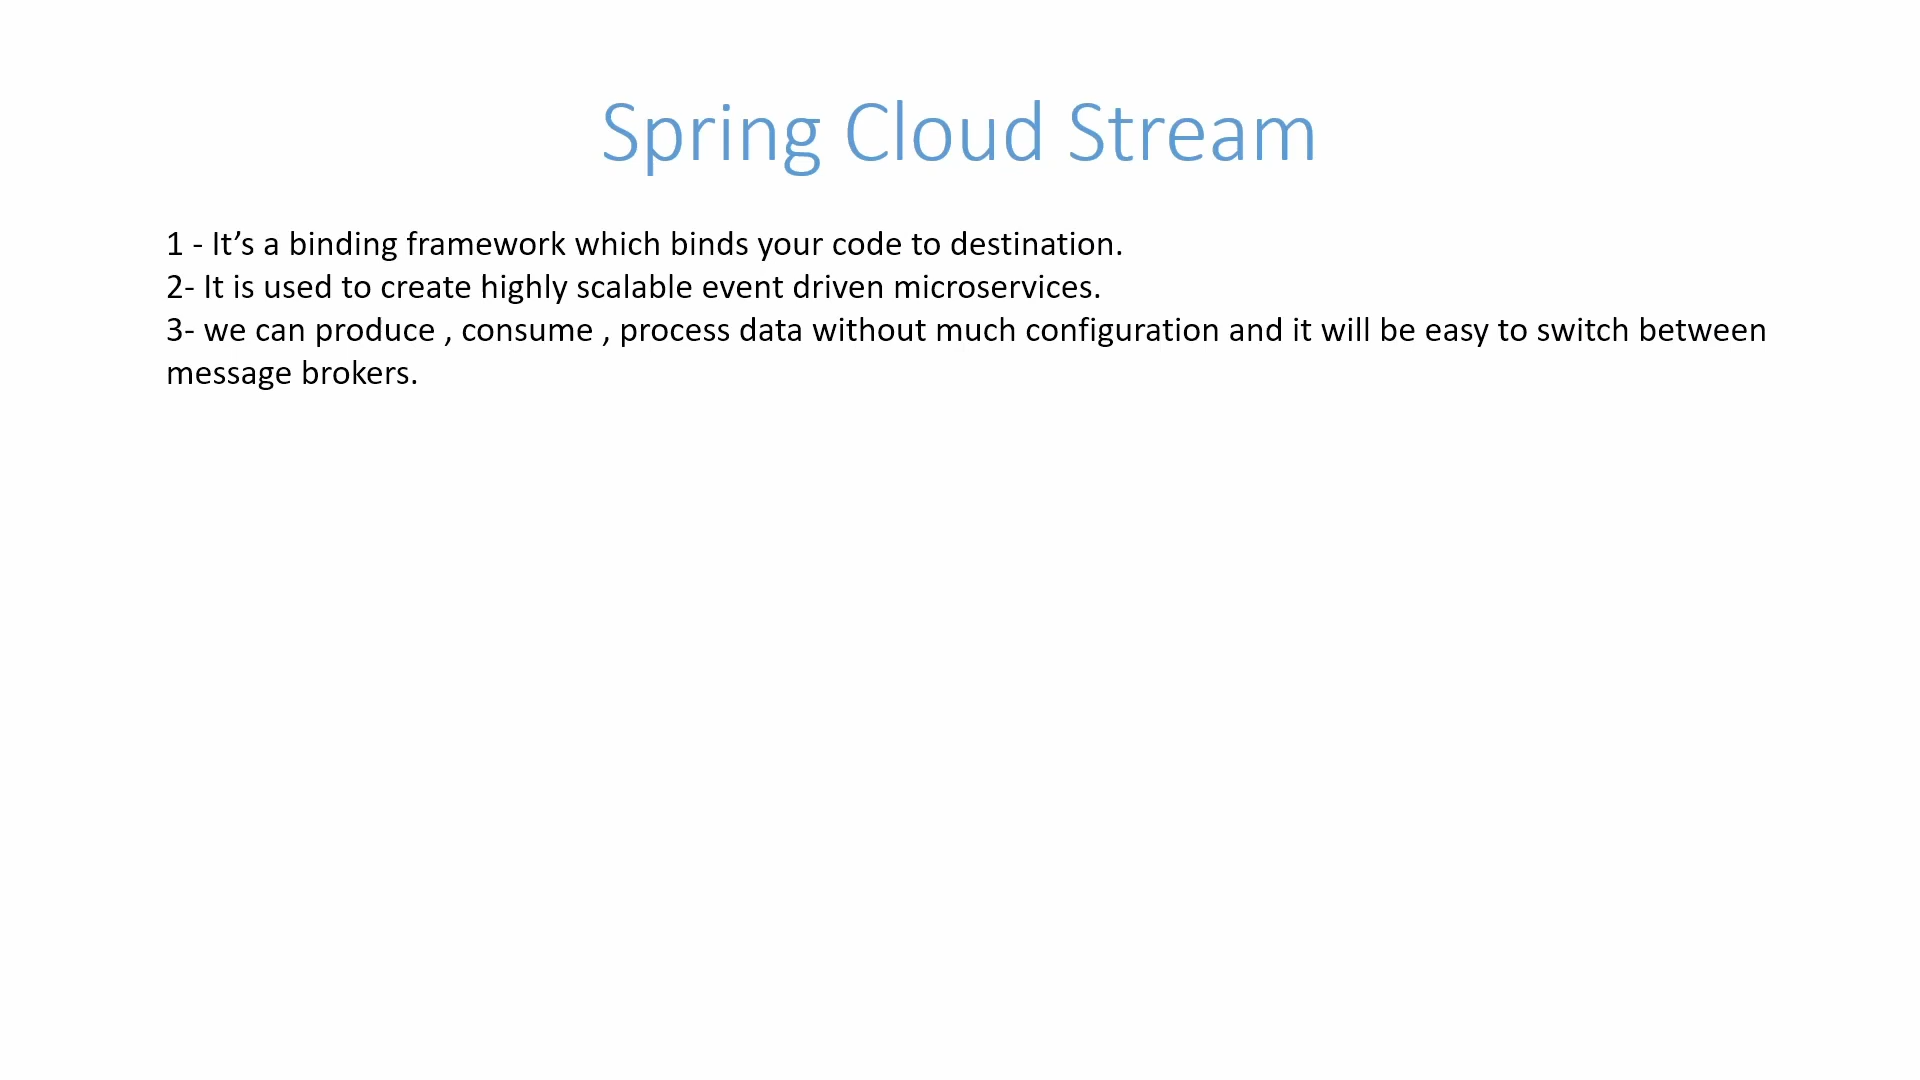 Spring Cloud Stream
1 - It’s a binding framework which binds your code to destination.
2- It is used to create highly scalable event driven microservices.
3- we can produce , consume , process data without much configuration and it will be easy to switch between
message brokers.